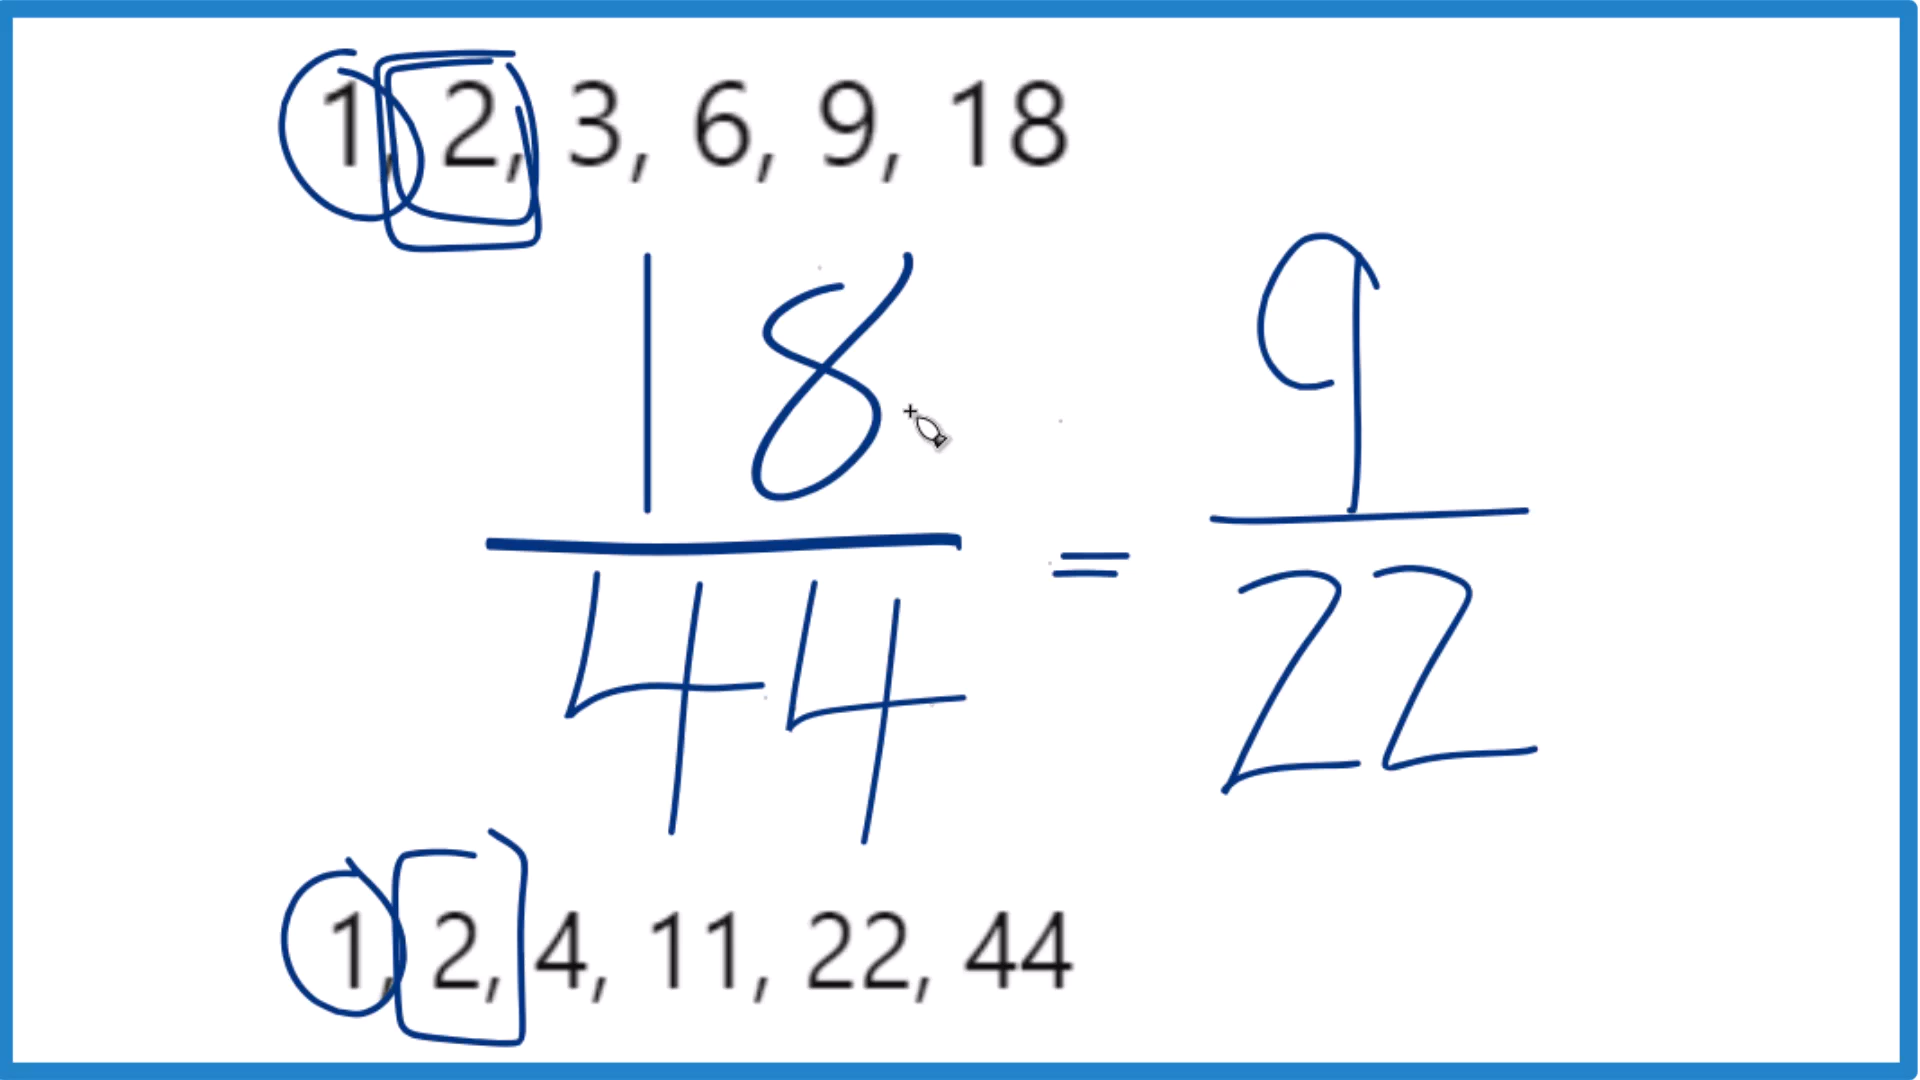 1, 2, 3, 6, 9, 18
18/44 = 9/22
1, 2, 4, 11, 22, 44